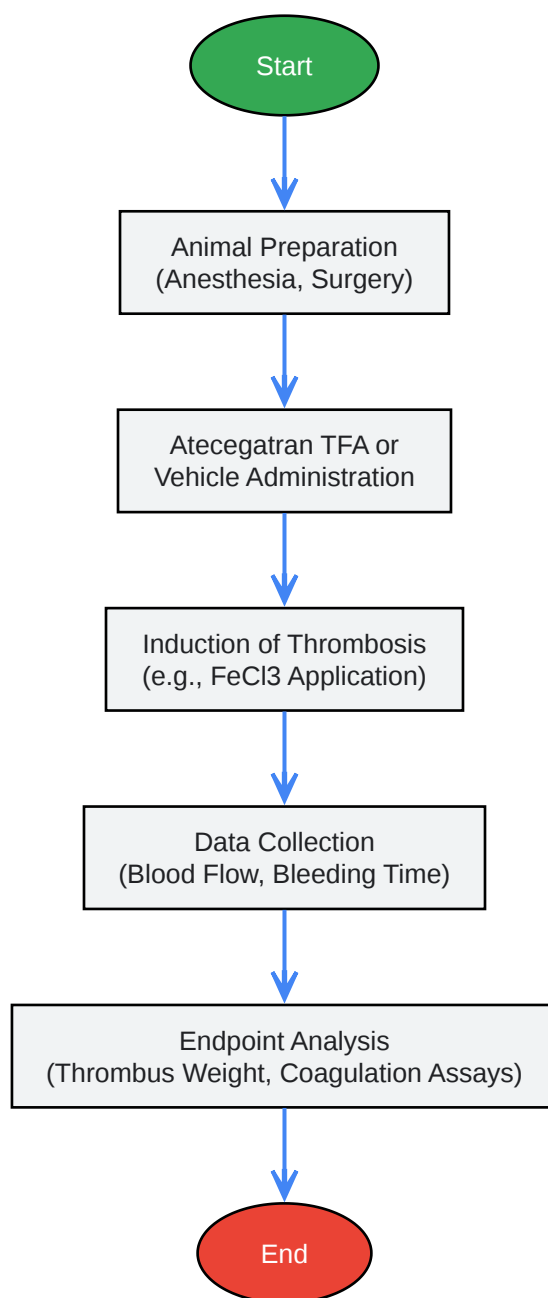 Start
Animal Preparation
(Anesthesia, Surgery)
Atecegatran TFA or
Vehicle Administration
Induction of Thrombosis
(e.g., FeCl3 Application)
Data Collection
(Blood Flow, Bleeding Time)
Endpoint Analysis
(Thrombus Weight, Coagulation Assays)
End